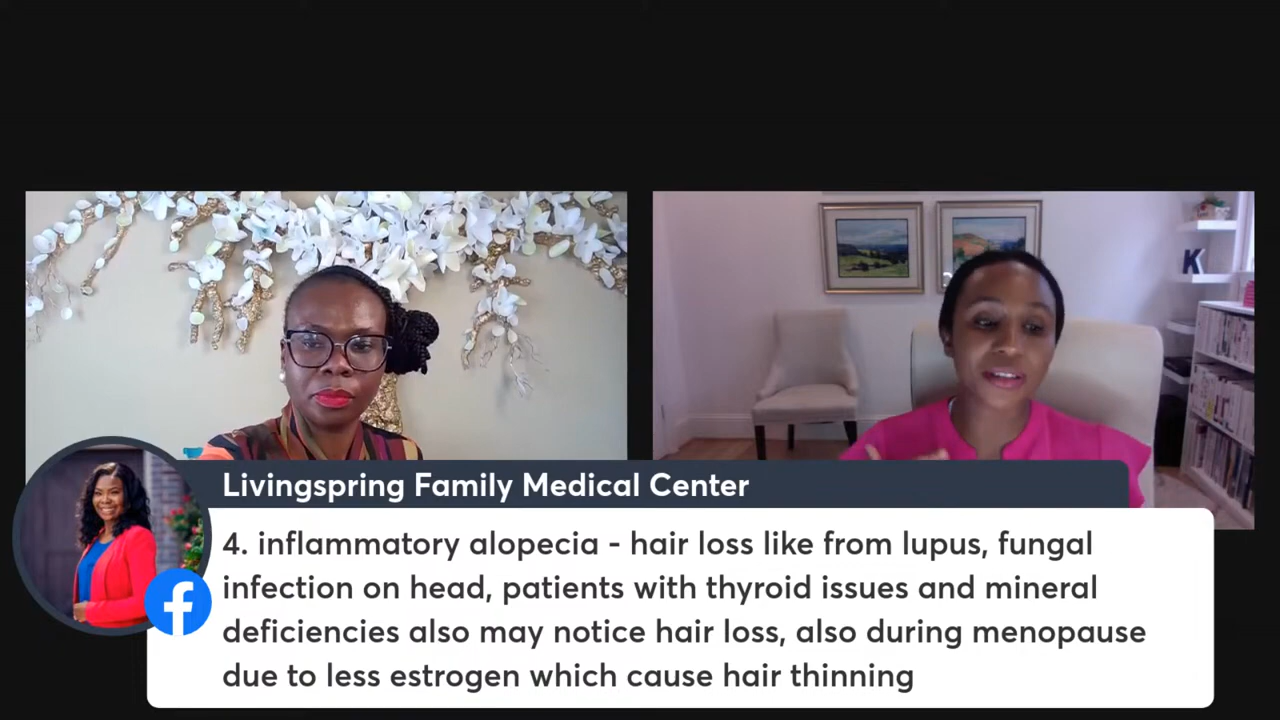 K
Livingspring Family Medical Center
4. inflammatory alopecia - hair loss like from lupus, fungal
infection on head, patients with thyroid issues and mineral
deficiencies also may notice hair loss, also during menopause
due to less estrogen which cause hair thinning